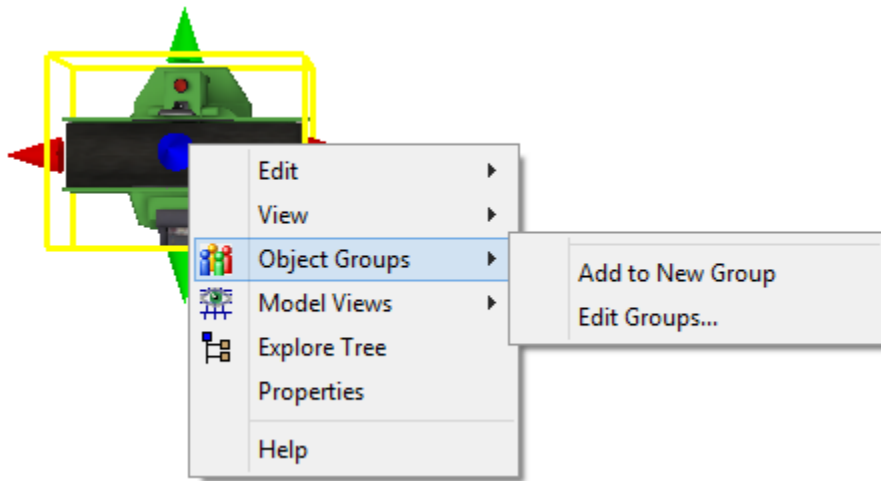 Edit
View
Object Groups
Model Views
Explore Tree
Properties
Help
Add to New Group
Edit Groups...